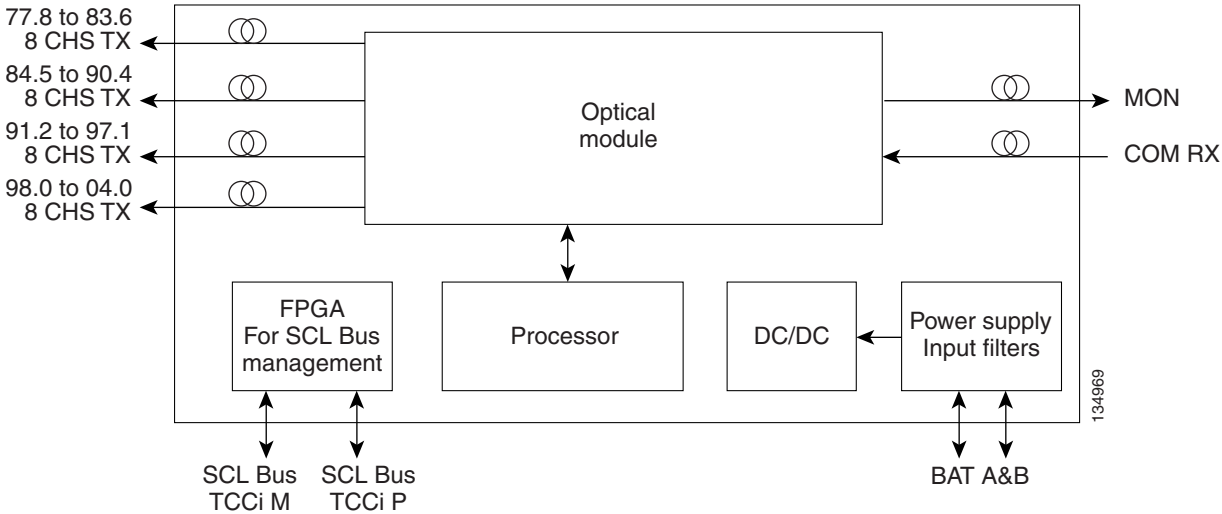 77.8 to 83.6
8 CHS TX
84.5 to 90.4
8 CHS TX
91.2 to 97.1
8 CHS TX
98.0 to 04.0
8 CHS TX
Optical
module
MON
COM RX
FPGA
For SCL Bus
management
Processor
DC/DC
Power supply
Input filters
134969
SCL Bus
TCCi M
SCL Bus
TCCi P
BAT A&B